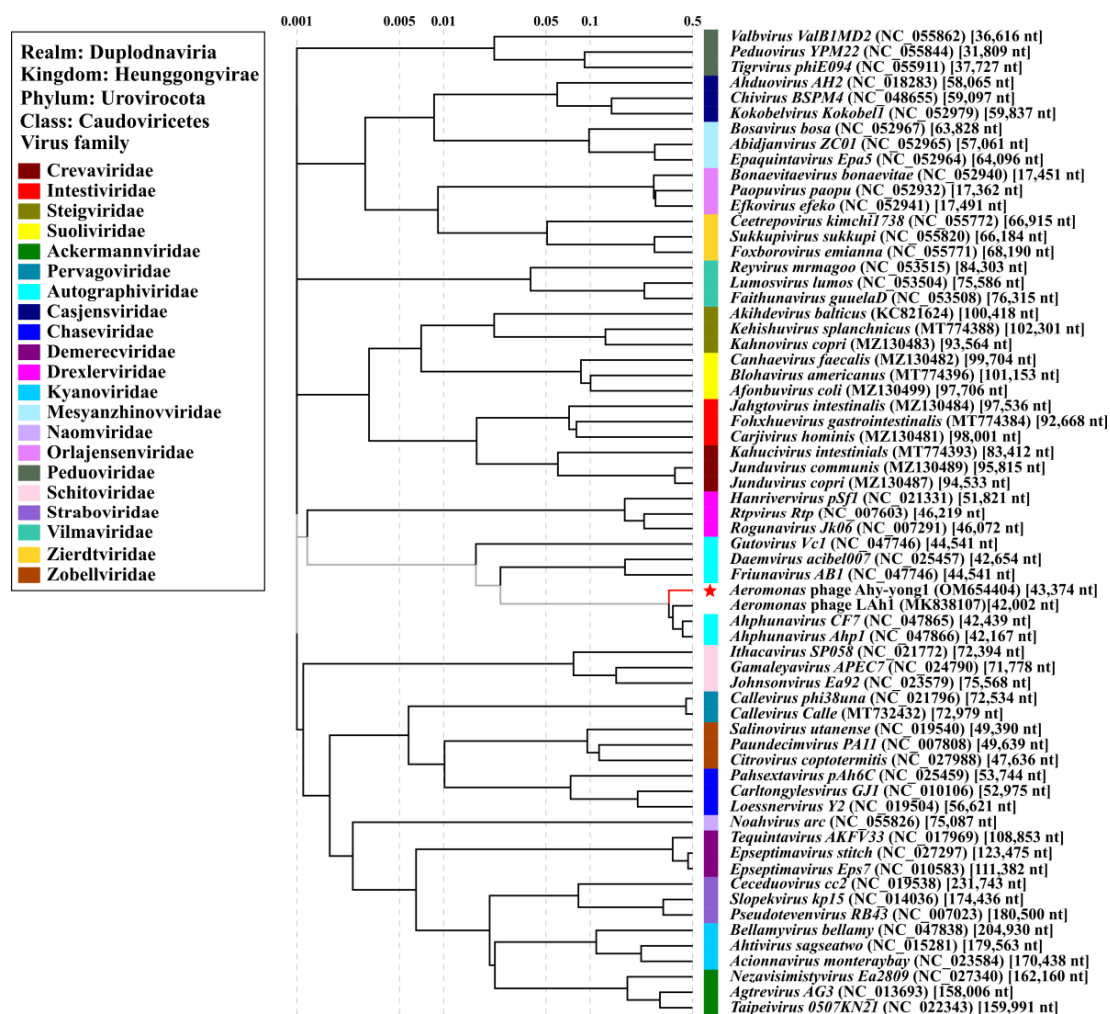 0.001 0.005 0.01 0.05 0.1 0.5
Realm: Duplodnaviria
Kingdom: Heunggongvirae
Phylum: Urovirocota
Class: Caudoviricetes
Virus family
Crevaviridae
Intestiviridae
Steigviridae
Suoliviridae
Ackermannviridae
Pervagoviridae
Autographiviridae
Casjensviridae
Chaseviridae
Demerecviridae
Drexlerviridae
Kyanoviridae
Mesyanzhinovviridae
Naomviridae
Orlajensenviridae
Peduoviridae
Schitoviridae
Straboviridae
Vilmaviridae
Zierdtviridae
Zobellviridae
Valbvirus ValB1MD2 (NC_055862) [36,616 nt]
Peduovirus YPM22 (NC_055844) [31,809 nt]
Tigrvirus phiE094 (NC_055911) [37,727 nt]
Ahduovirus AH2 (NC_018283) [58,065 nt]
Chivirus BSPM4 (NC_048655) [59,097 nt]
Kokobelvirus Kokobel1 (NC_052979) [59,837 nt]
Bosavirus bosa (NC_052967) [63,828 nt]
Abidjanvirus ZC01 (NC_052965) [57,061 nt]
Epaquintavirus Epa5 (NC_052964) [64,096 nt]
Bonaevitaevirus bonaevitae (NC_052940) [17,451 nt]
Paopuvirus paopu (NC_052932) [17,362 nt]
Efkovirus efeko (NC_052941) [17,491 nt]
Ceetrepovirus kimchi1738 (NC_055772) [66,915 nt]
Sukkupivirus sukkupi (NC_055820) [66,184 nt]
Foxborovirus emianna (NC_055771) [68,190 nt]
Reyvirus mrmagoo (NC_053515) [84,303 nt]
Lumosvirus lumos (NC_053504) [75,586 nt]
Faithunavirus guuelaD (NC_053508) [76,315 nt]
Akihdevirus balticus (KC821624) [100,418 nt]
Kehishuvirus splanchnicus (MT774388) [102,301 nt]
Kahnovirus copri (MZ130483) [93,564 nt]
Canhaevirus faecalis (MZ130482) [99,704 nt]
Blohavirus americanus (MT774396) [101,153 nt]
Afonbuvirus coli (MZ130499) [97,706 nt]
Jahgtovirus intestinalis (MZ130484) [97,536 nt]
Fohxhuevirus gastrointestinalis (MT774384) [92,668 nt]
Carjivirus hominis (MZ130481) [98,001 nt]
Kahucivirus intestinials (MT774393) [83,412 nt]
Junduvirus communis (MZ130489) [95,815 nt]
Junduvirus copri (MZ130487) [94,533 nt]
Hanrivervirus pSf1 (NC_021331) [51,821 nt]
Rtpvirus Rtp (NC_007603) [46,219 nt]
Rogunavirus Jk06 (NC_007291) [46,072 nt]
Gutovirus Vc1 (NC_047746) [44,541 nt]
Daemvirus acibel007 (NC_025457) [42,654 nt]
Friunavirus AB1 (NC_047746) [44,541 nt]
Aeromonas phage Ahy-yong1 (OM654404) [43,374 nt]
Aeromonas phage LAh1 (MK838107)[42,002 nt]
Ahphunavirus CF7 (NC_047865) [42,439 nt]
Ahphunavirus Ahp1 (NC_047866) [42,167 nt]
Ithacavirus SP058 (NC_021772) [72,394 nt]
Gamaleyavirus APEC7 (NC_024790) [71,778 nt]
Johnsonvirus Ea92 (NC_023579) [75,568 nt]
Callevirus phi38una (NC_021796) [72,534 nt]
Callevirus Calle (MT732432) [72,979 nt]
Salinovirus utanense (NC_019540) [49,390 nt]
Paundecimvirus PA11 (NC_007808) [49,639 nt]
Citrovirus coptotermitis (NC_027988) [47,636 nt]
Pahsextavirus pAh6C (NC_025459) [53,744 nt]
Carltongylesvirus GJ1 (NC_010106) [52,975 nt]
Loessnervirus Y2 (NC_019504) [56,621 nt]
Noahvirus arc (NC_055826) [75,087 nt]
Tequintavirus AKFV33 (NC_017969) [108,853 nt]
Epseptimavirus stitch (NC_027297) [123,475 nt]
Epseptimavirus Eps7 (NC_010583) [111,382 nt]
Ceceduovirus cc2 (NC_019538) [231,743 nt]
Slopekvirus kp15 (NC_014036) [174,436 nt]
Pseudotevenvirus RB43 (NC_007023) [180,500 nt]
Bellamyvirus bellamy (NC_047838) [204,930 nt]
Ahtivirus sagseatwo (NC_015281) [179,563 nt]
Acionnavirus monteraybay (NC_023584) [170,438 nt]
Nezavisimistyvirus Ea2809 (NC_027340) [162,160 nt]
Agtrevirus AG3 (NC_013693) [158,006 nt]
Taipeivirus 0507KN21 (NC_022343) [159,991 nt]